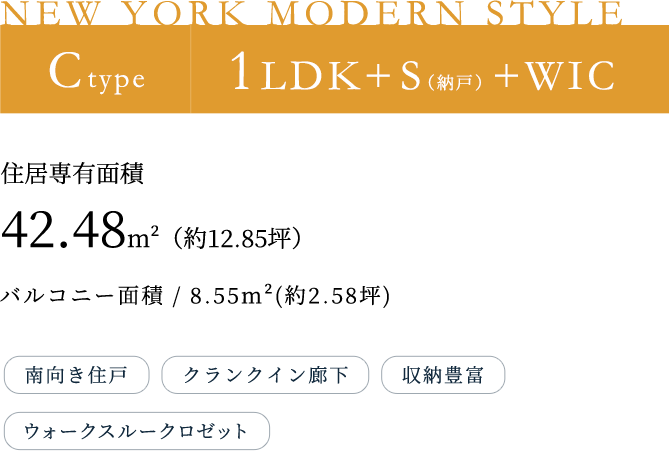 NEW YORK MODERN STYLE
C type 1LDK+S（納戸）+WIC
住居専有面積
42.48m²（約12.85坪）
バルコニー面積 / 8.55m²(約2.58坪)
南向き住戸 クランクイン廊下 収納豊富
ウォークスルークロゼット